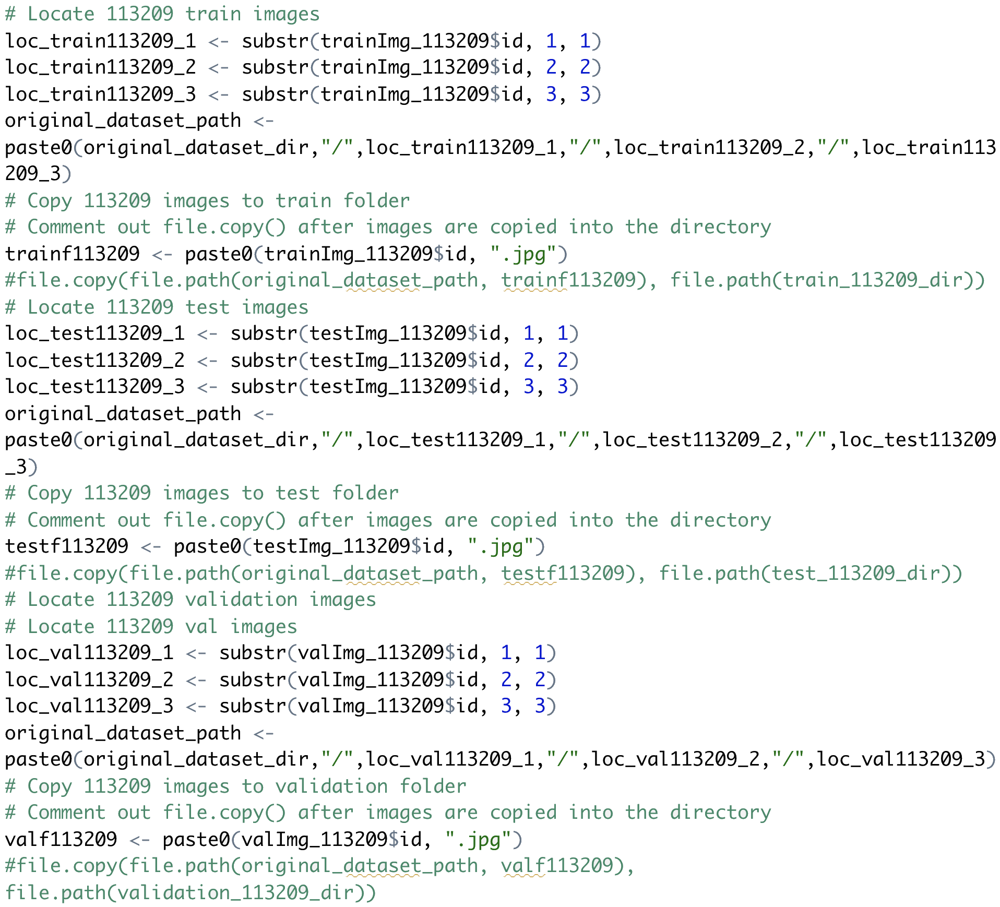 # Locate 113209 train images
loc_train113209_1 <- substr(trainImg_113209$id, 1, 1)
loc_train113209_2 <- substr(trainImg_113209$id, 2, 2)
loc_train113209_3 <- substr(trainImg_113209$id, 3, 3)
original_dataset_path <-
paste0(original_dataset_dir,"/",loc_train113209_1,"/",loc_train113209_2,"/",loc_train113
209_3)
# Copy 113209 images to train folder
# Comment out file.copy() after images are copied into the directory
trainf113209 <- paste0(trainImg_113209$id, ".jpg")
#file.copy(file.path(original_dataset_path, trainf113209), file.path(train_113209_dir))
# Locate 113209 test images
loc_test113209_1 <- substr(testImg_113209$id, 1, 1)
loc_test113209_2 <- substr(testImg_113209$id, 2, 2)
loc_test113209_3 <- substr(testImg_113209$id, 3, 3)
original_dataset_path <-
paste0(original_dataset_dir,"/",loc_test113209_1,"/",loc_test113209_2,"/",loc_test113209
_3)
# Copy 113209 images to test folder
# Comment out file.copy() after images are copied into the directory
testf113209 <- paste0(testImg_113209$id, ".jpg")
#file.copy(file.path(original_dataset_path, testf113209), file.path(test_113209_dir))
# Locate 113209 validation images
# Locate 113209 val images
loc_val113209_1 <- substr(valImg_113209$id, 1, 1)
loc_val113209_2 <- substr(valImg_113209$id, 2, 2)
loc_val113209_3 <- substr(valImg_113209$id, 3, 3)
original_dataset_path <-
paste0(original_dataset_dir,"/",loc_val113209_1,"/",loc_val113209_2,"/",loc_val113209_3)
# Copy 113209 images to validation folder
# Comment out file.copy() after images are copied into the directory
valf113209 <- paste0(valImg_113209$id, ".jpg")
#file.copy(file.path(original_dataset_path, valf113209),
file.path(validation_113209_dir))